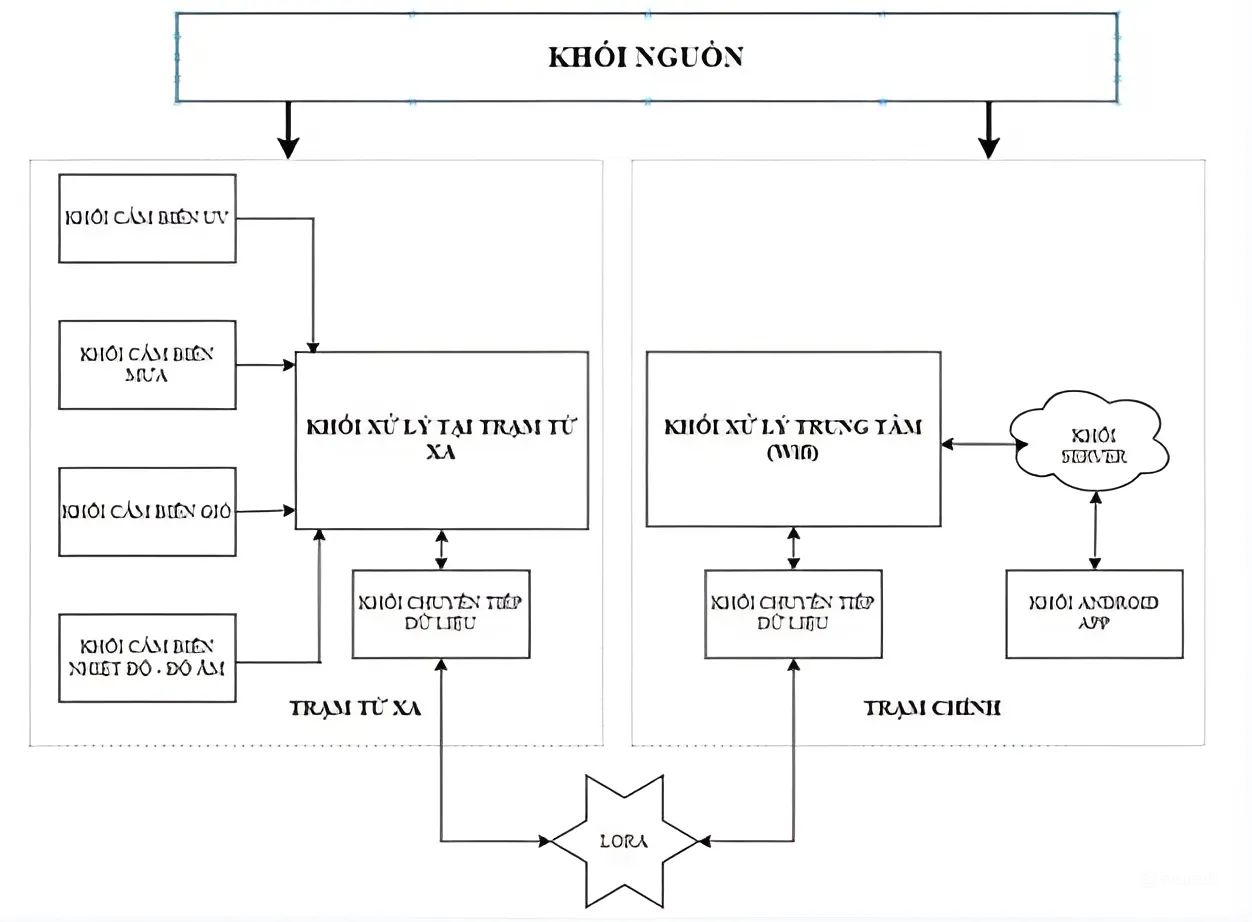 KHỐI NGUỒN
KHỐI CẢM BIẾN UV
KHỐI CẢM BIẾN
MƯA
KHỐI CẢM BIẾN GIÓ
KHỐI CẢM BIẾN
NHIỆT ĐỘ - ĐỘ ẨM
KHỐI XỬ LÝ TẠI TRẠM TỪ
XA
KHỐI CHUYỂN TIẾP
DỮ LIỆU
TRẠM TỪ XA
KHỐI XỬ LÝ TRUNG TÂM
(Wifi)
KHỐI
SERVER
KHỐI CHUYỂN TIẾP
DỮ LIỆU
KHỐI ANDROID
APP
TRẠM CHÍNH
LORA